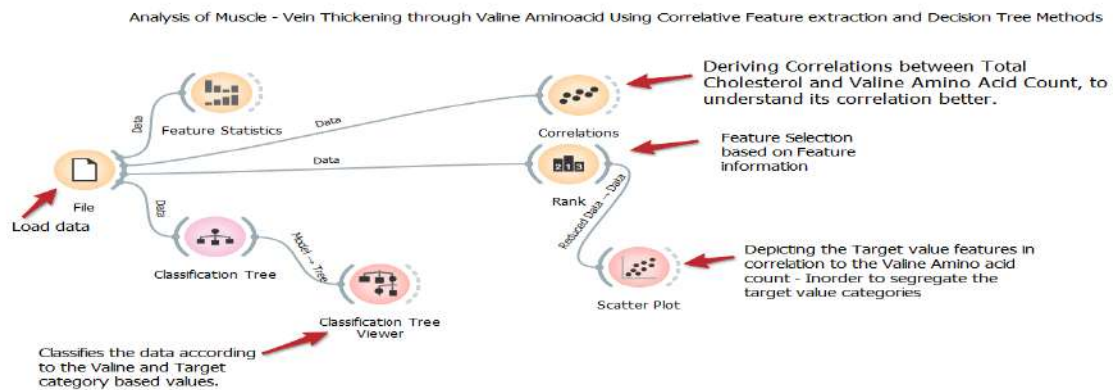 Analysis of Muscle - Vein Thickening through Valine Aminoacid Using Correlative Feature extraction and Decision Tree Methods
Deriving Correlations between Total
Cholesterol and Valine Amino Acid Count, to
understand its correlation better.
Data
Feature Statistics
Data
Correlations
Feature Selection
based on Feature
information
Data
2 1 3
Rank
File
Load data
Data
Reduced Data → Data
Classification Tree
Model → Tree
Depicting the Target value features in
correlation to the Valine Amino acid
count - Inorder to segregate the
target value categories
Scatter Plot
Classification Tree
Viewer
Classifies the data according
to the Valine and Target
category based values.